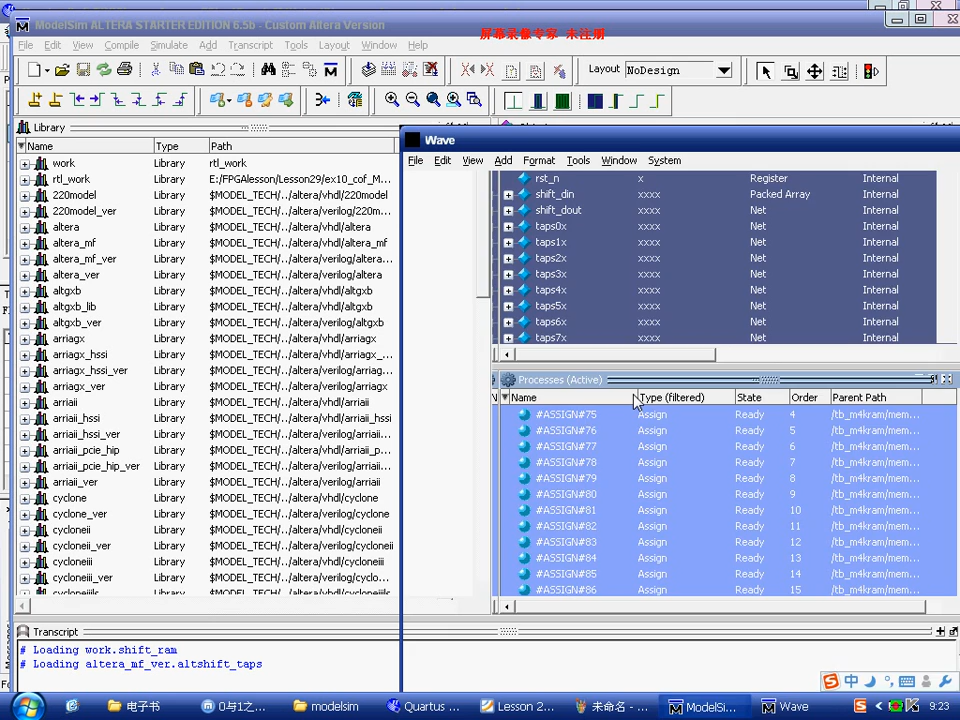 ModelSim ALTERA STARTER EDITION 6.5b - Custom Altera Version
屏幕录像专家 未注册
File Edit View Compile Simulate Add Transcript Tools Layout Window Help
Layout NoDesign
Library
Name Type Path
work Library rtl_work
rtl_work Library E:/FPGAlesson/Lesson29/ex10_cof_M...
220model Library $MODEL_TECH/../altera/vhdl/220model
220model_ver Library $MODEL_TECH/../altera/verilog/220m...
altera Library $MODEL_TECH/../altera/vhdl/altera
altera_mf Library $MODEL_TECH/../altera/vhdl/altera_mf
altera_mf_ver Library $MODEL_TECH/../altera/verilog/altera...
altera_ver Library $MODEL_TECH/../altera/verilog/altera
altgxb Library $MODEL_TECH/../altera/vhdl/altgxb
altgxb_lib Library $MODEL_TECH/../altera/vhdl/altgxb
altgxb_ver Library $MODEL_TECH/../altera/verilog/altgxb
arriagx Library $MODEL_TECH/../altera/vhdl/arriagx
arriagx_hssi Library $MODEL_TECH/../altera/vhdl/arriagx_...
arriagx_hssi_ver Library $MODEL_TECH/../altera/verilog/arriag...
arriagx_ver Library $MODEL_TECH/../altera/verilog/arriagx
arriaii Library $MODEL_TECH/../altera/vhdl/arriaii
arriaii_hssi Library $MODEL_TECH/../altera/vhdl/arriaii_hssi
arriaii_hssi_ver Library $MODEL_TECH/../altera/verilog/arriaii...
arriaii_pcie_hip Library $MODEL_TECH/../altera/vhdl/arriaii_p...
arriaii_pcie_hip_ver Library $MODEL_TECH/../altera/verilog/arriaii...
arriaii_ver Library $MODEL_TECH/../altera/verilog/arriaii
cyclone Library $MODEL_TECH/../altera/vhdl/cyclone
cyclone_ver Library $MODEL_TECH/../altera/verilog/cyclone
cycloneii Library $MODEL_TECH/../altera/vhdl/cycloneii
cycloneii_ver Library $MODEL_TECH/../altera/verilog/cycloneii
cycloneiii Library $MODEL_TECH/../altera/vhdl/cycloneiii
cycloneiii_ver Library $MODEL_TECH/../altera/verilog/cyclo...
cycloneiiils Library $MODEL_TECH/../altera/vhdl/cycloneii...
Wave
File Edit View Add Format Tools Window System
rst_n x Register Internal
shift_din xxxx Packed Array Internal
shift_dout xxxx Net Internal
taps0x xxxx Net Internal
taps1x xxxx Net Internal
taps2x xxxx Net Internal
taps3x xxxx Net Internal
taps4x xxxx Net Internal
taps5x xxxx Net Internal
taps6x xxxx Net Internal
taps7x xxxx Net Internal
Processes (Active)
Name Type (filtered) State Order Parent Path
#ASSIGN#75 Assign Ready 4 /tb_m4kram/mem...
#ASSIGN#76 Assign Ready 5 /tb_m4kram/mem...
#ASSIGN#77 Assign Ready 6 /tb_m4kram/mem...
#ASSIGN#78 Assign Ready 7 /tb_m4kram/mem...
#ASSIGN#79 Assign Ready 8 /tb_m4kram/mem...
#ASSIGN#80 Assign Ready 9 /tb_m4kram/mem...
#ASSIGN#81 Assign Ready 10 /tb_m4kram/mem...
#ASSIGN#82 Assign Ready 11 /tb_m4kram/mem...
#ASSIGN#83 Assign Ready 12 /tb_m4kram/mem...
#ASSIGN#84 Assign Ready 13 /tb_m4kram/mem...
#ASSIGN#85 Assign Ready 14 /tb_m4kram/mem...
#ASSIGN#86 Assign Ready 15 /tb_m4kram/mem...
Transcript
# Loading work.shift_ram
# Loading altera_mf_ver.altshift_taps
中
电子书 0与1之... modelsim Quartus ... Lesson 2... 未命名 - ... ModelSi... Wave 9:23